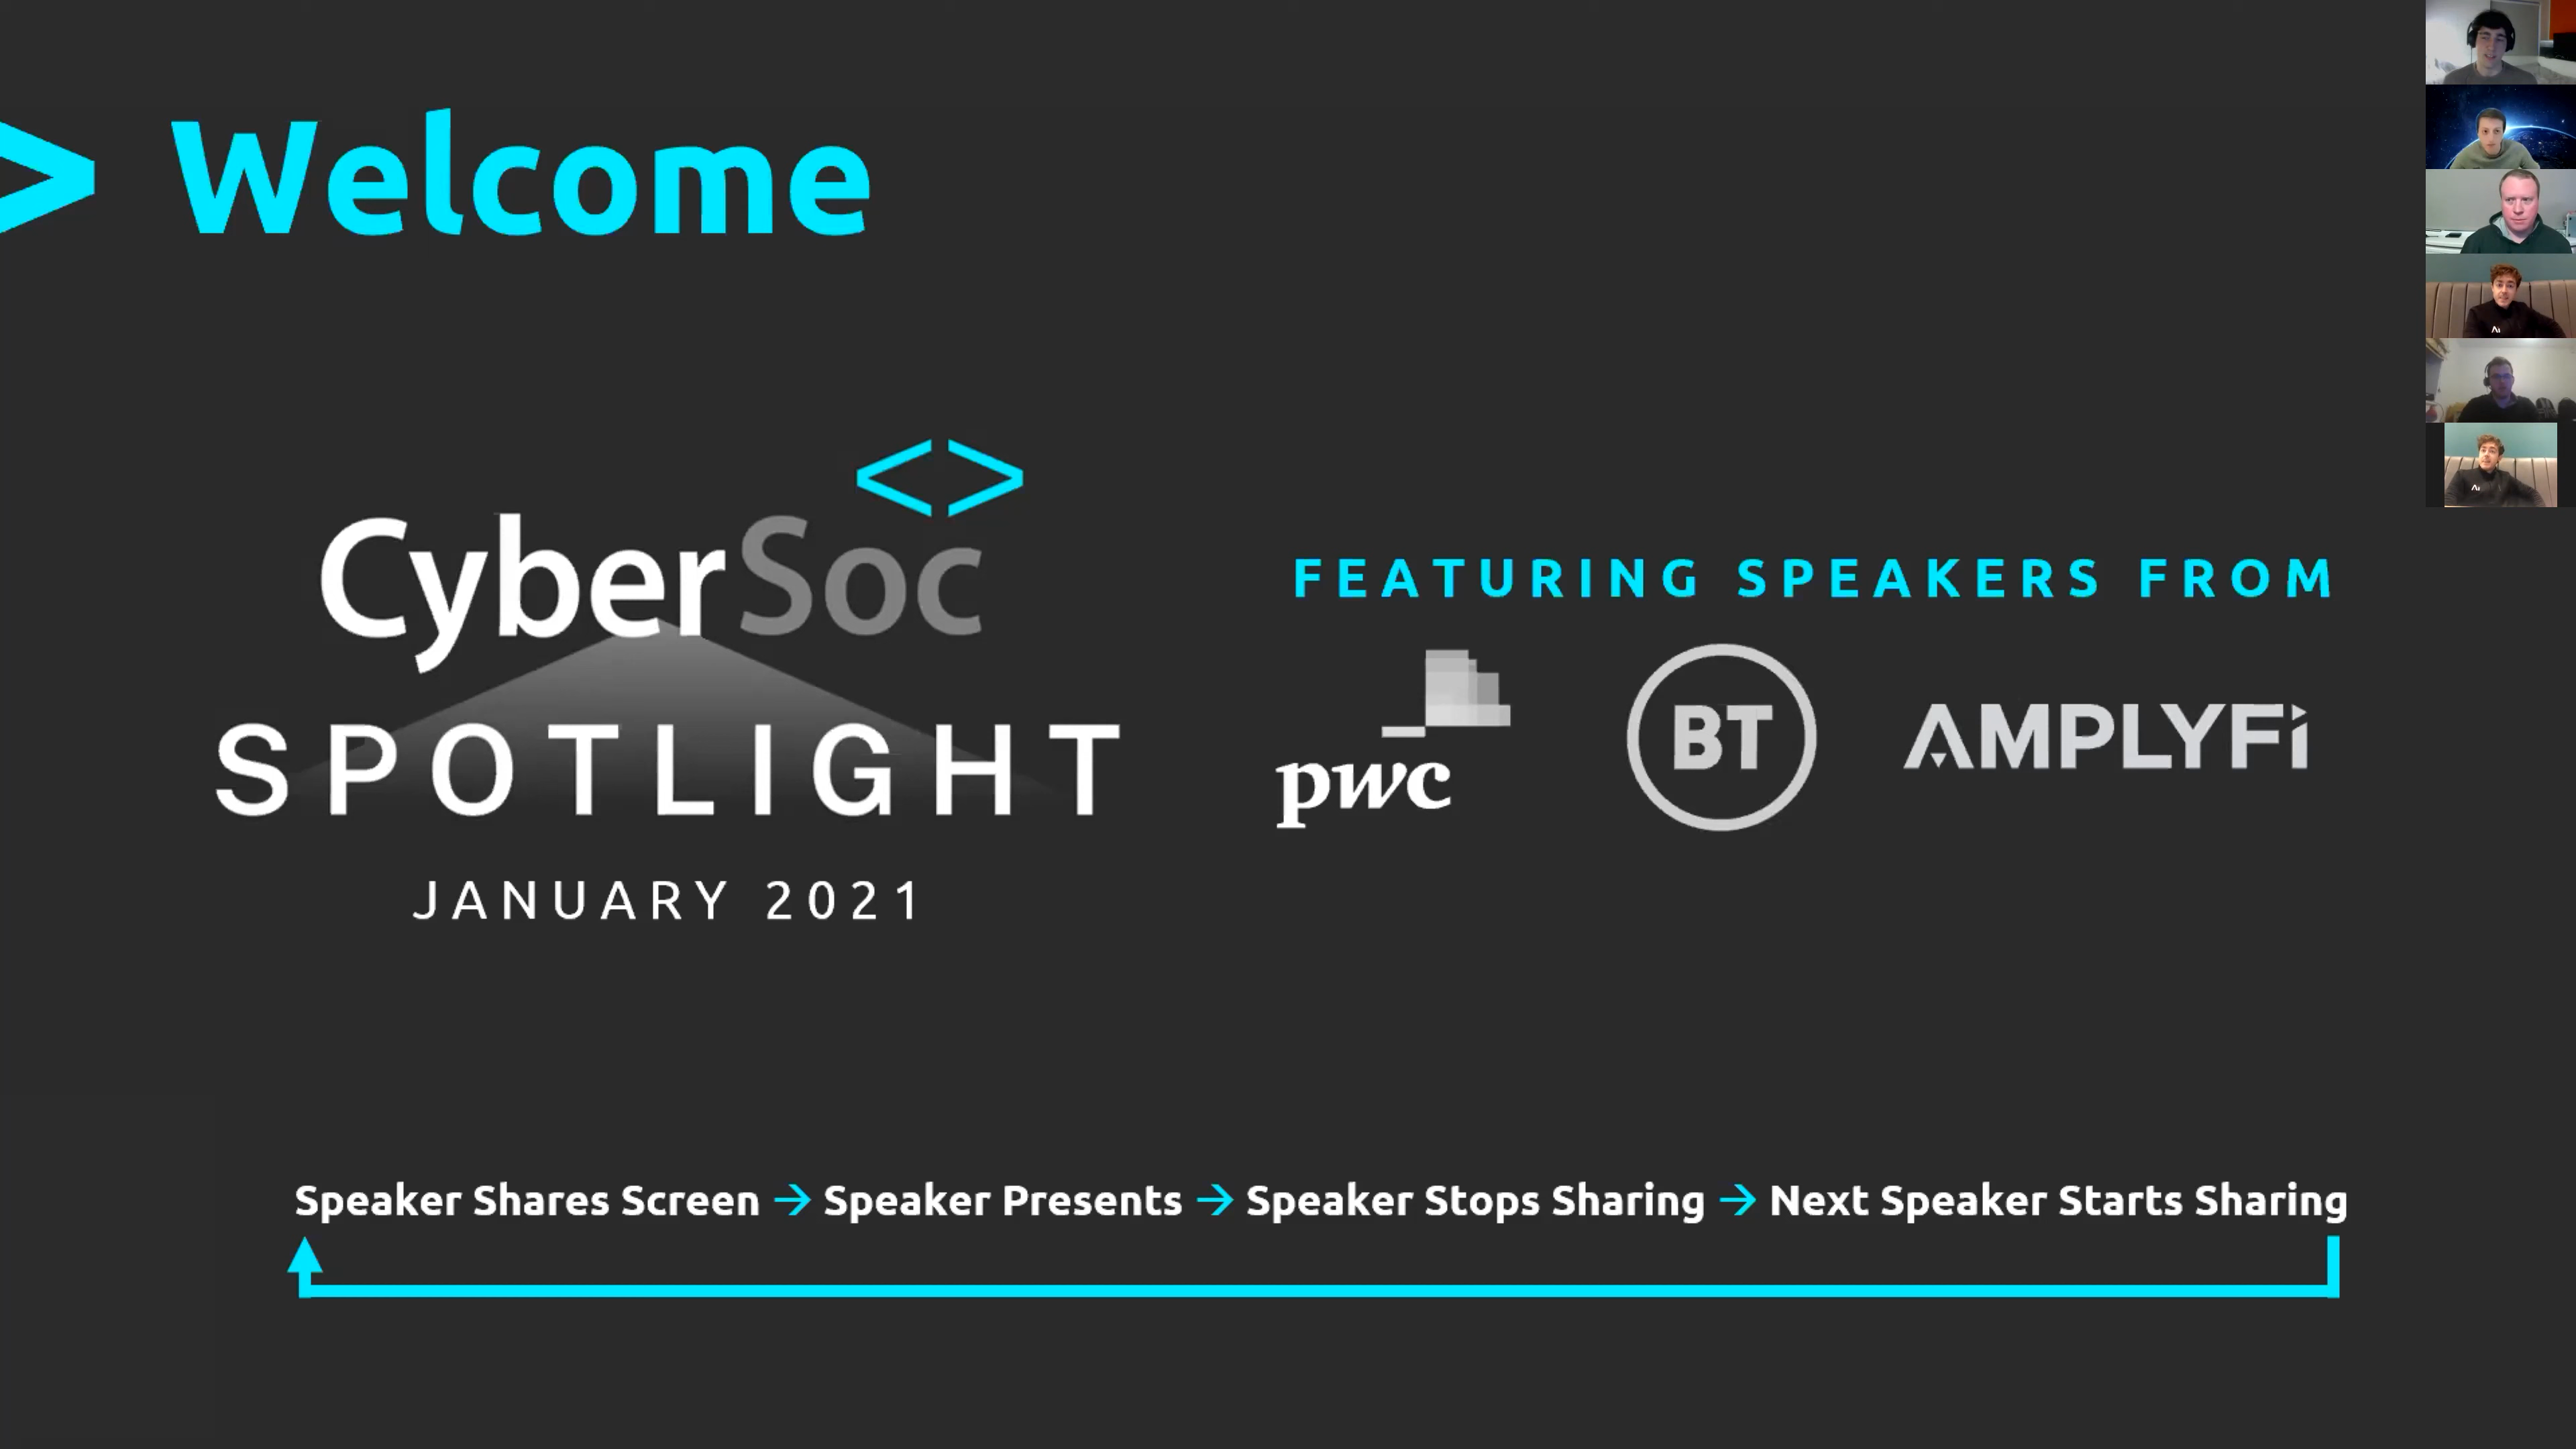 > Welcome
<>
CyberSoc
SPOTLIGHT
JANUARY 2021
FEATURING SPEAKERS FROM
pwc
BT
AMPLYFi
Speaker Shares Screen → Speaker Presents → Speaker Stops Sharing → Next Speaker Starts Sharing